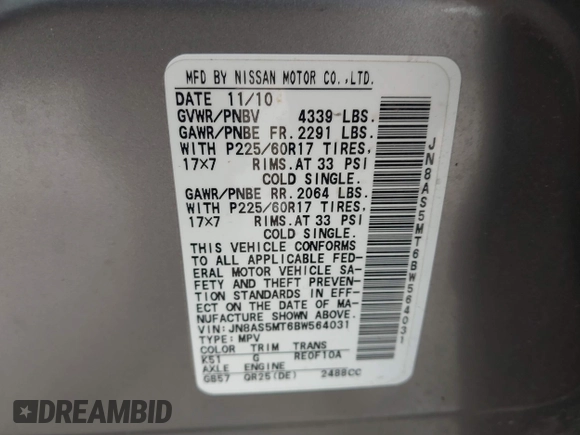 MFD BY NISSAN MOTOR CO.,LTD.
DATE 11/10
GVWR/PNBV 4339 LBS.
GAWR/PNBE FR. 2291 LBS.
WITH P225/60R17 TIRES,
17×7 RIMS.AT 33 PSI
COLD SINGLE.
GAWR/PNBE RR. 2064 LBS.
WITH P225/60R17 TIRES,
17×7 RIMS.AT 33 PSI
COLD SINGLE.
THIS VEHICLE CONFORMS
TO ALL APPLICABLE FED-
ERAL MOTOR VEHICLE SA-
FETY AND THEFT PREVEN-
TION STANDARDS IN EFF-
ECT ON THE DATE OF MA-
NUFACTURE SHOWN ABOVE.
VIN: JN8AS5MT6BW564031
TYPE: MPV
COLOR TRIM TRANS
K51 G RE0F10A
AXLE ENGINE
GB57 QR25(DE) 2488CC
JN8AS5MT6BW564031
DREAMBID